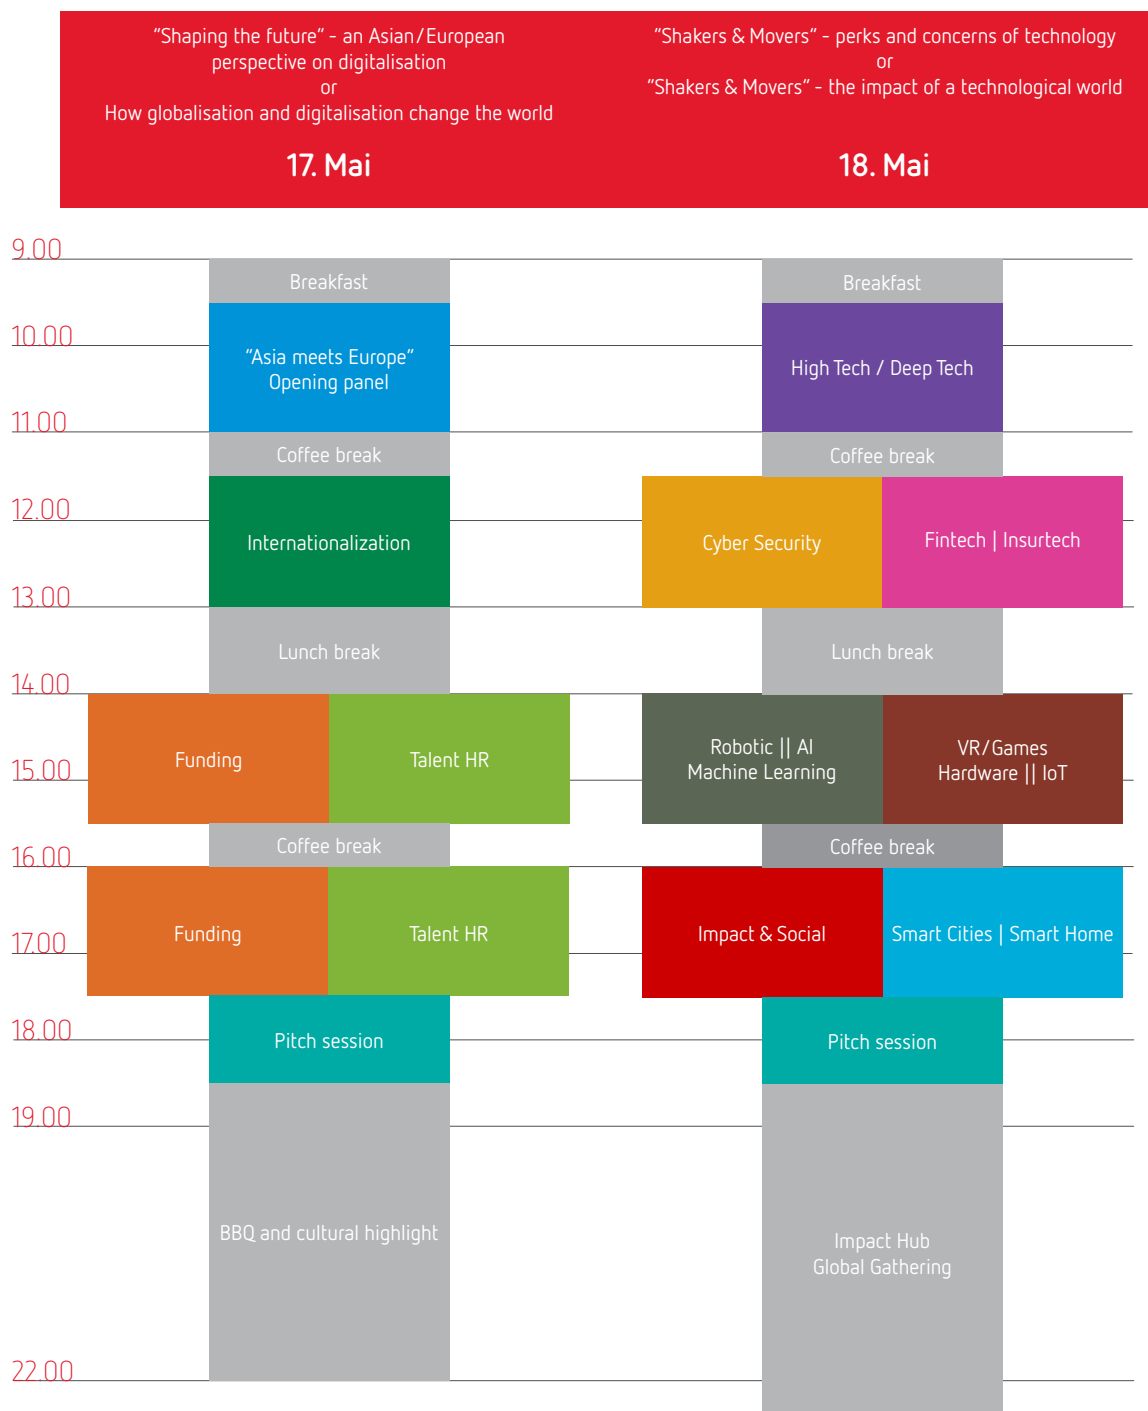 "Shaping the future" - an Asian/European
perspective on digitalisation
or
How globalisation and digitalisation change the world
17. Mai
"Shakers & Movers" - perks and concerns of technology
or
"Shakers & Movers" - the impact of a technological world
18. Mai
9.00
Breakfast
Breakfast
10.00
"Asia meets Europe"
Opening panel
High Tech / Deep Tech
11.00
Coffee break
Coffee break
12.00
Internationalization
Cyber Security
Fintech | Insurtech
13.00
Lunch break
Lunch break
14.00
Funding
Talent HR
Robotic || AI
Machine Learning
VR/Games
Hardware || IoT
15.00
Coffee break
Coffee break
16.00
Funding
Talent HR
Impact & Social
Smart Cities | Smart Home
17.00
18.00
Pitch session
Pitch session
19.00
BBQ and cultural highlight
Impact Hub
Global Gathering
22.00